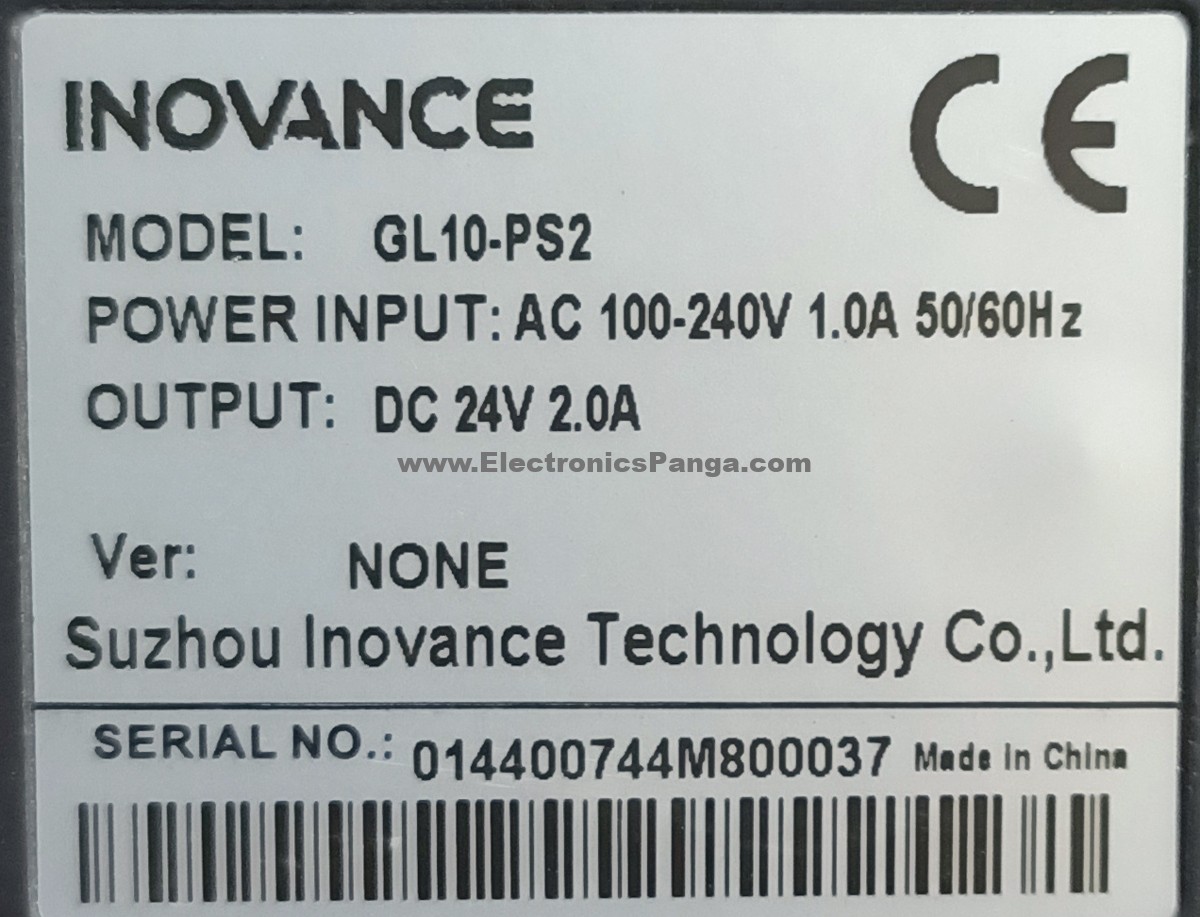 INOVANCE
CE
MODEL: GL10-PS2
POWER INPUT: AC 100-240V 1.0A 50/60Hz
OUTPUT: DC 24V 2.0A
www.ElectronicsPanga.com
Ver: NONE
Suzhou Inovance Technology Co.,Ltd.
SERIAL NO.: 014400744M800037 Made in China